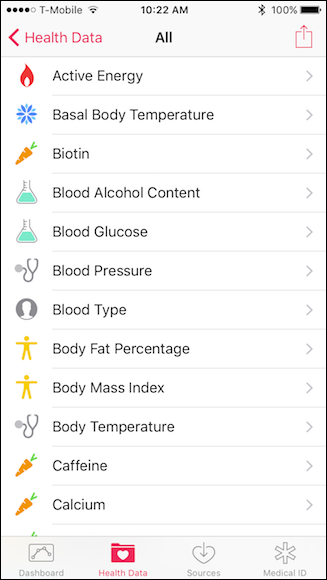 T-Mobile 10:22 AM 100%
Health Data All
Active Energy
Basal Body Temperature
Biotin
Blood Alcohol Content
Blood Glucose
Blood Pressure
Blood Type
Body Fat Percentage
Body Mass Index
Body Temperature
Caffeine
Calcium
Dashboard Health Data Sources Medical ID